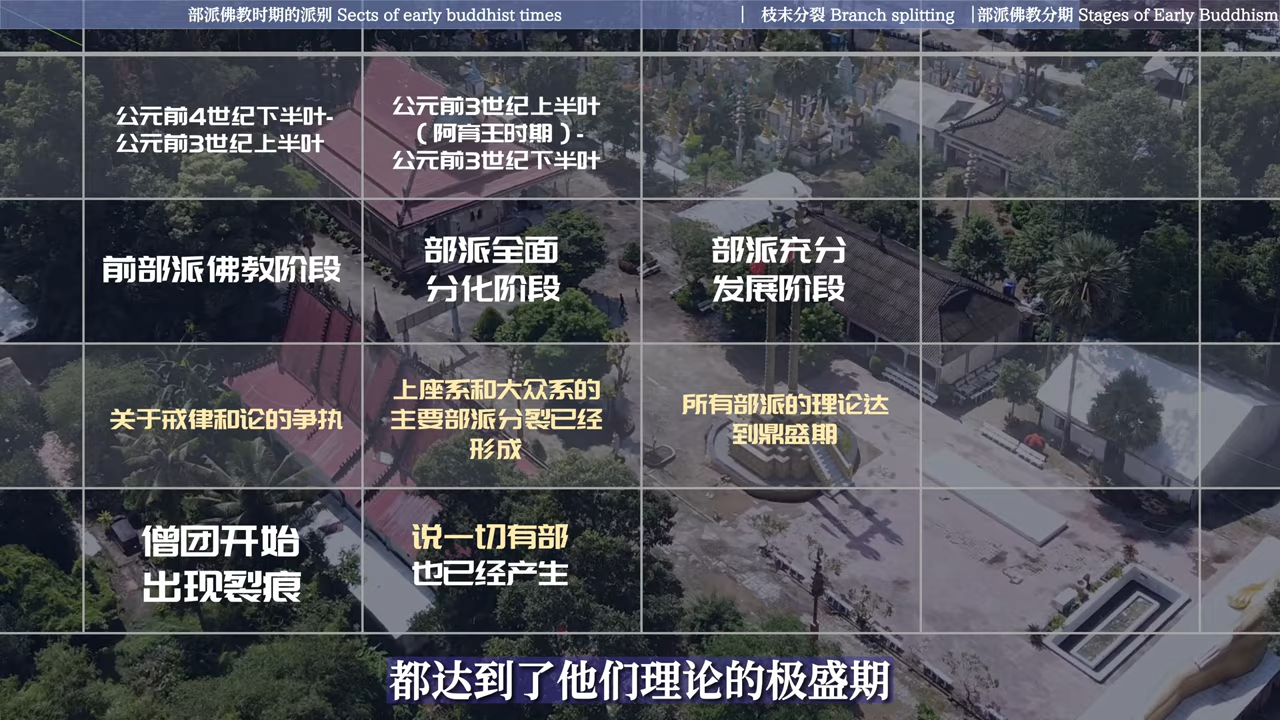 部派佛教时期的派别 Sects of early buddhist times
| 枝末分裂 Branch splitting
|部派佛教分期 Stages of Early Buddhism
公元前4世纪下半叶-
公元前3世纪上半叶
公元前3世纪上半叶
（阿育王时期）-
公元前3世纪下半叶
前部派佛教阶段
部派全面
分化阶段
部派充分
发展阶段
关于戒律和论的争执
上座系和大众系的
主要部派分裂已经
形成
所有部派的理论达
到鼎盛期
僧团开始
出现裂痕
说一切有部
也已经产生
都达到了他们理论的极盛期